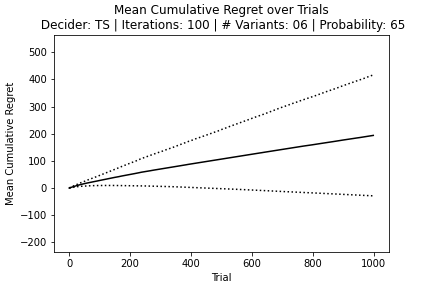 Mean Cumulative Regret over Trials
Decider: TS | Iterations: 100 | # Variants: 06 | Probability: 65
500
400
300
200
100
0
−100
−200
Mean Cumulative Regret
0 200 400 600 800 1000
Trial